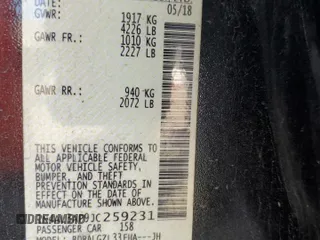 DATE: 05/18
GVWR: 1917 KG
4226 LB
GAWR FR: 1010 KG
2227 LB
GAWR RR: 940 KG
2072 LB
THIS VEHICLE CONFORMS TO ALL
APPLICABLE FEDERAL
MOTOR VEHICLE SAFETY,
BUMPER, AND THEFT
PREVENTION STANDARDS
IN EFFECT ON THE DATE OF
MANUFACTURE SHOWN ABOVE.
JC259231
PASSENGER CAR 158